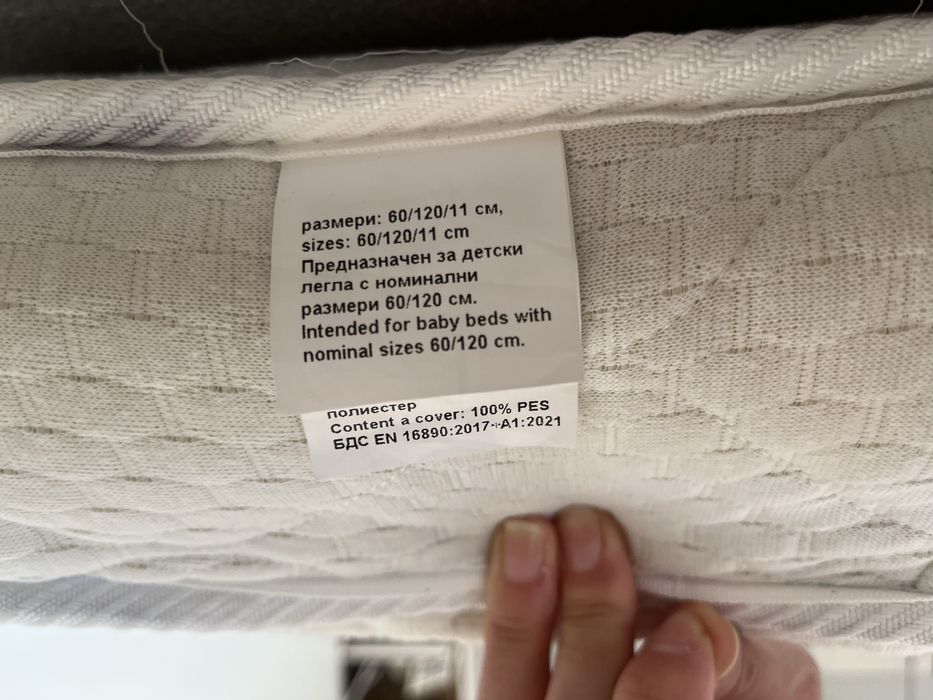 размери: 60/120/11 см,
sizes: 60/120/11 cm
Предназначен за детски
легла с номинални
размери 60/120 см.
Intended for baby beds with
nominal sizes 60/120 cm.
полиестер
Content a cover: 100% PES
БДС EN 16890:2017+A1:2021